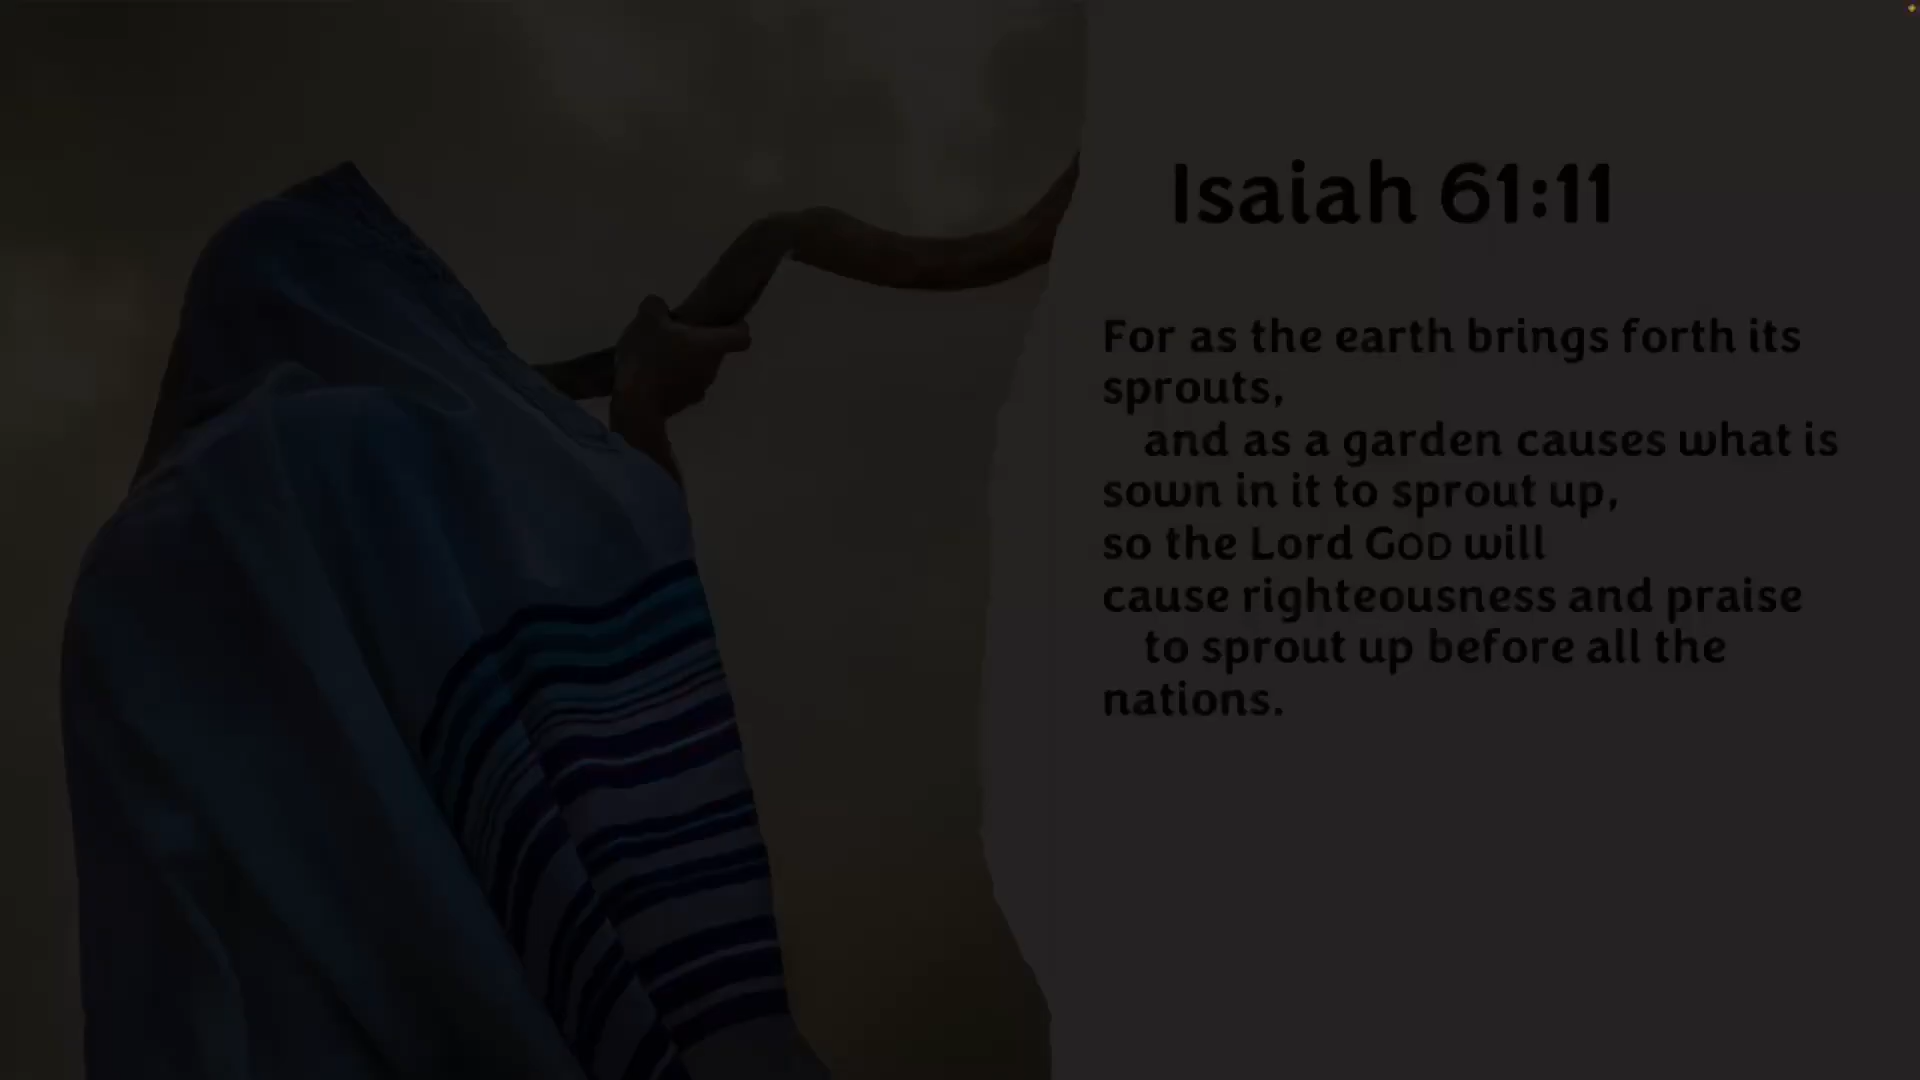 Isaiah 61:11
For as the earth brings forth its
sprouts,
and as a garden causes what is
sown in it to sprout up,
so the Lord GOD will
cause righteousness and praise
to sprout up before all the
nations.